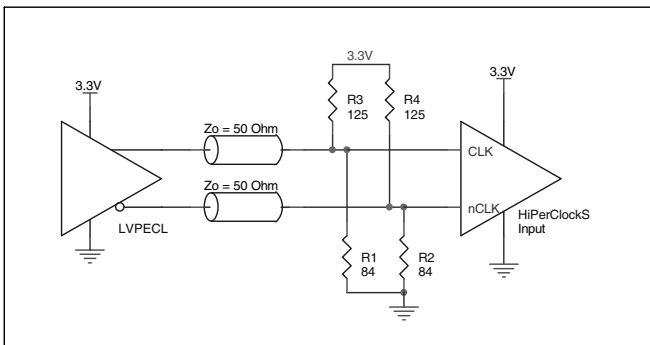 3.3V
3.3V
3.3V
R3
125
R4
125
Zo = 50 Ohm
CLK
Zo = 50 Ohm
nCLK
HiPerClockS
Input
LVPECL
R1
84
R2
84